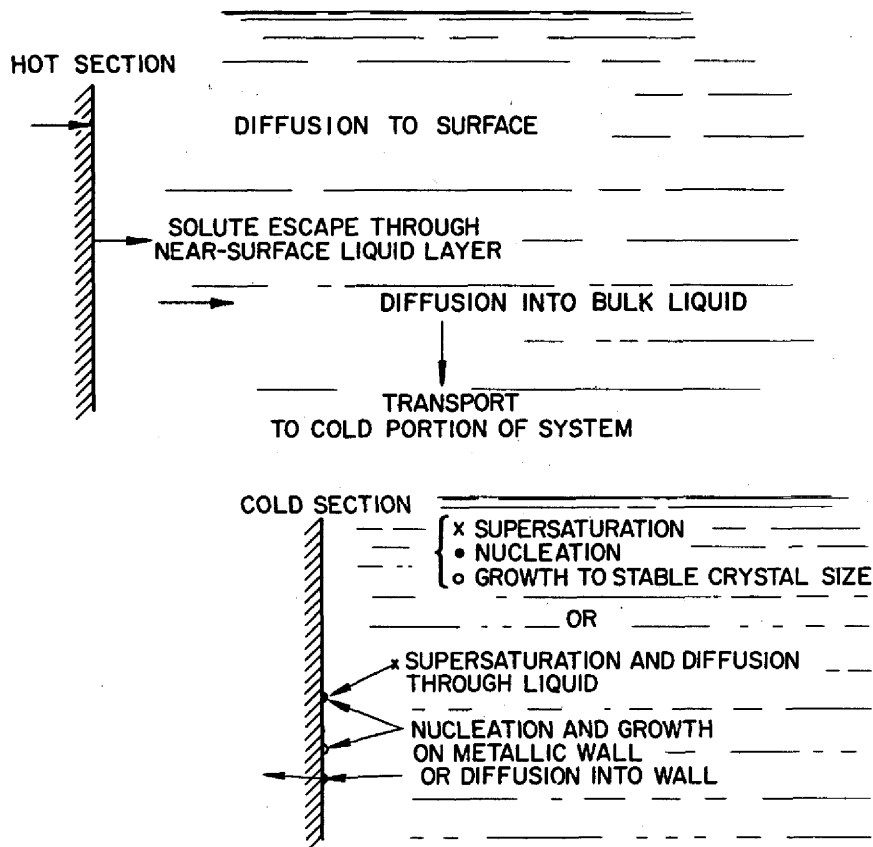 HOT SECTION
DIFFUSION TO SURFACE
SOLUTE ESCAPE THROUGH
NEAR-SURFACE LIQUID LAYER
DIFFUSION INTO BULK LIQUID
TRANSPORT
TO COLD PORTION OF SYSTEM
COLD SECTION
x SUPERSATURATION
• NUCLEATION
o GROWTH TO STABLE CRYSTAL SIZE
OR
x SUPERSATURATION AND DIFFUSION
THROUGH LIQUID
NUCLEATION AND GROWTH
ON METALLIC WALL
OR DIFFUSION INTO WALL